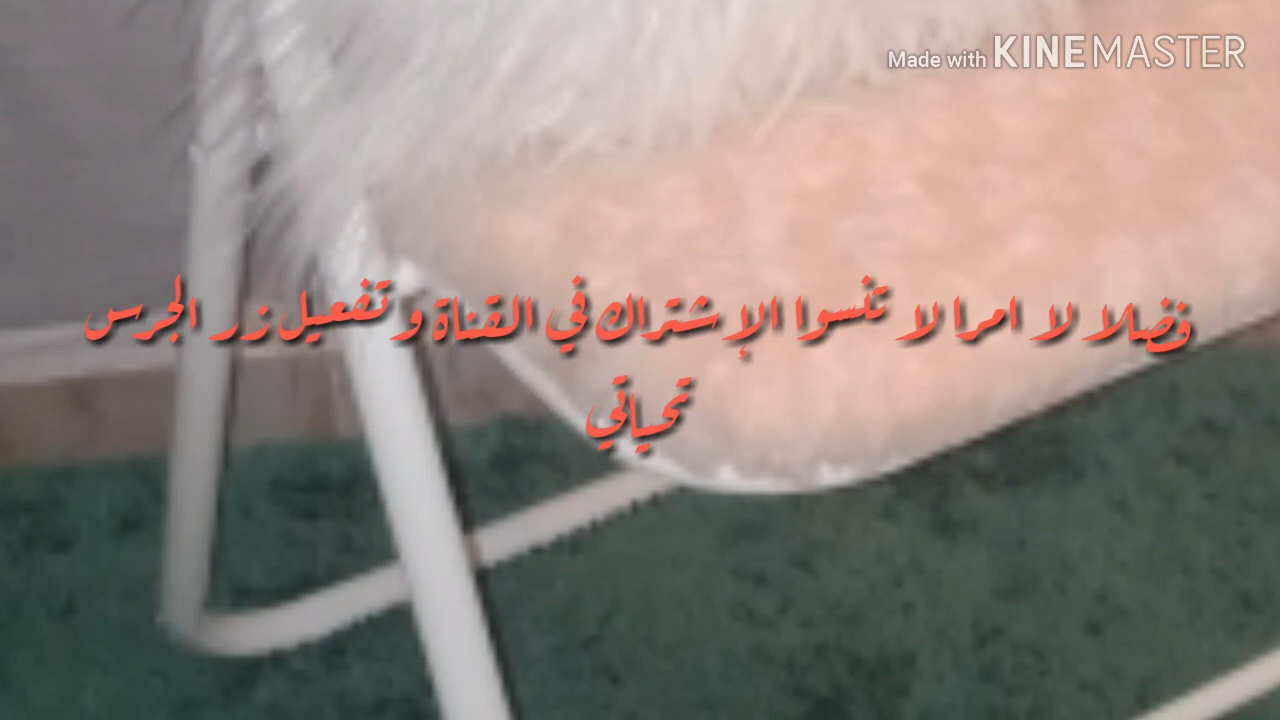 Made with KINEMASTER
فضلا لا امرا لا تنسوا الإشتراك في القناة و تفعيل زر الجرس
تحياتي